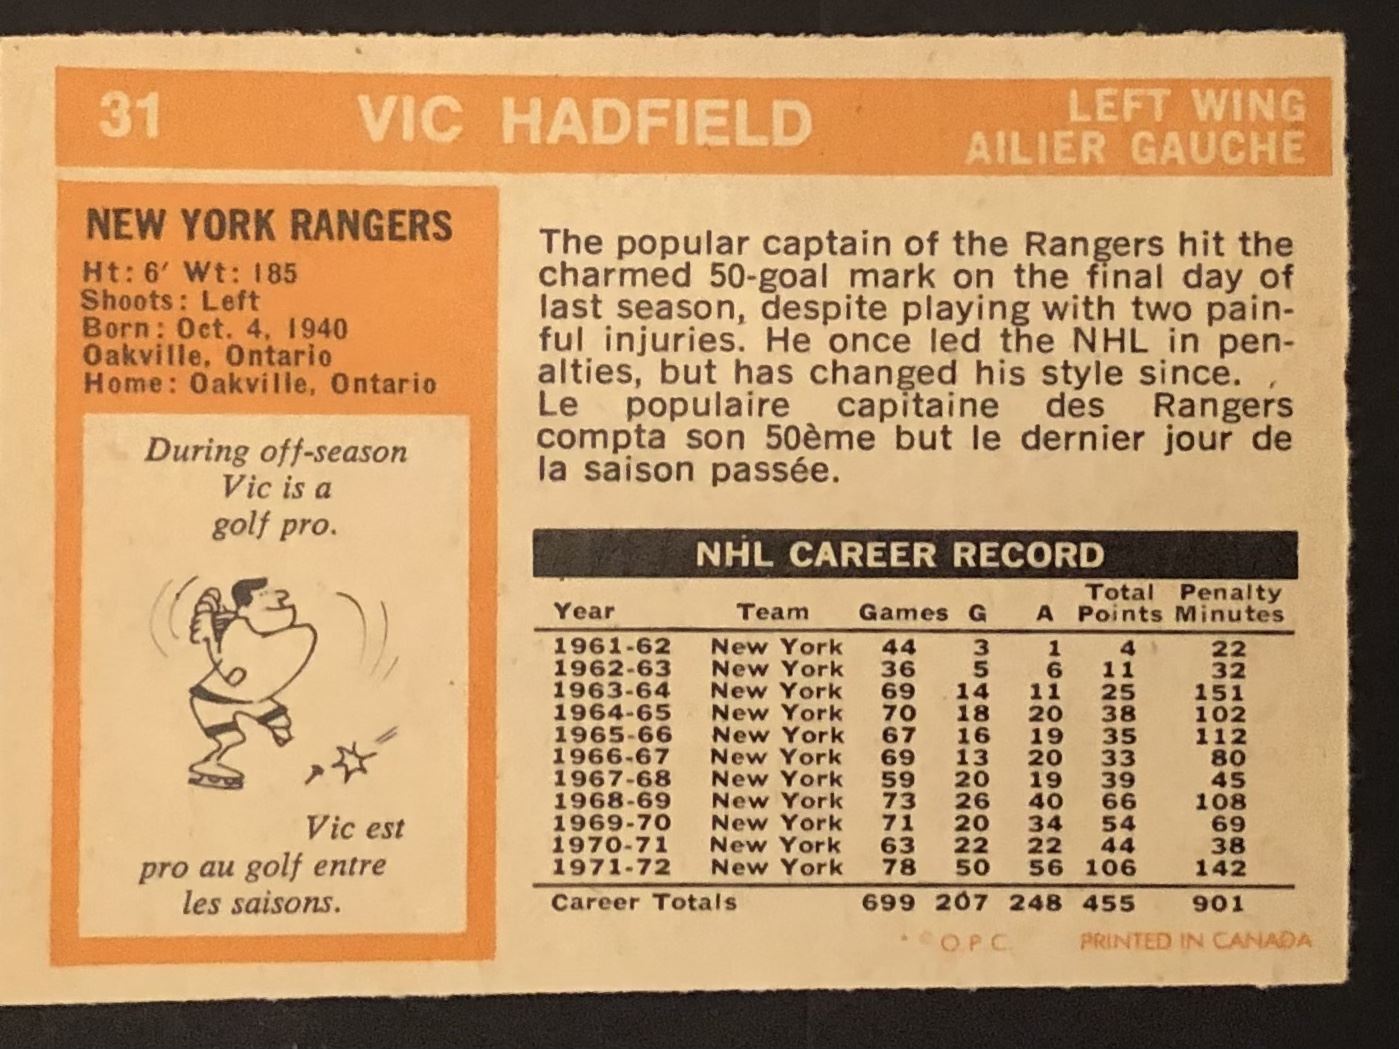 31 VIC HADFIELD LEFT WING
AILIER GAUCHE
NEW YORK RANGERS
Ht: 6' Wt: 185
Shoots: Left
Born: Oct. 4, 1940
Oakville, Ontario
Home: Oakville, Ontario
During off-season
Vic is a
golf pro.
Vic est
pro au golf entre
les saisons.
The popular captain of the Rangers hit the
charmed 50-goal mark on the final day of
last season, despite playing with two pain-
ful injuries. He once led the NHL in pen-
alties, but has changed his style since.
Le populaire capitaine des Rangers
compta son 50ème but le dernier jour de
la saison passée.
NHL CAREER RECORD
Year Team Games G A Total Points Penalty Minutes
1961-62 New York 44 3 1 4 22
1962-63 New York 36 5 6 11 32
1963-64 New York 69 14 11 25 151
1964-65 New York 70 18 20 38 102
1965-66 New York 67 16 19 35 112
1966-67 New York 69 13 20 33 80
1967-68 New York 59 20 19 39 45
1968-69 New York 73 26 40 66 108
1969-70 New York 71 20 34 54 69
1970-71 New York 63 22 22 44 38
1971-72 New York 78 50 56 106 142
Career Totals 699 207 248 455 901
© O.P.C. PRINTED IN CANADA